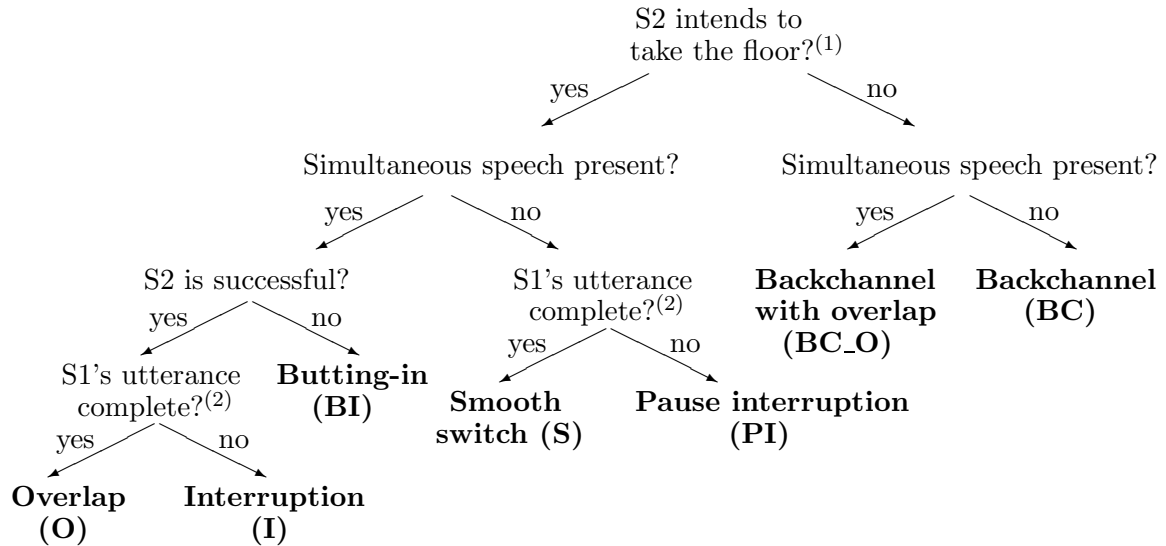 S2 intends to
take the floor?(1)
yes
no
Simultaneous speech present?
Simultaneous speech present?
yes
no
yes
no
S2 is successful?
S1's utterance
complete?(2)
Backchannel
with overlap
(BC_O)
Backchannel
(BC)
yes
no
yes
no
S1's utterance
complete?(2)
Butting-in
(BI)
Smooth
switch (S)
Pause interruption
(PI)
yes
no
Overlap
(O)
Interruption
(I)